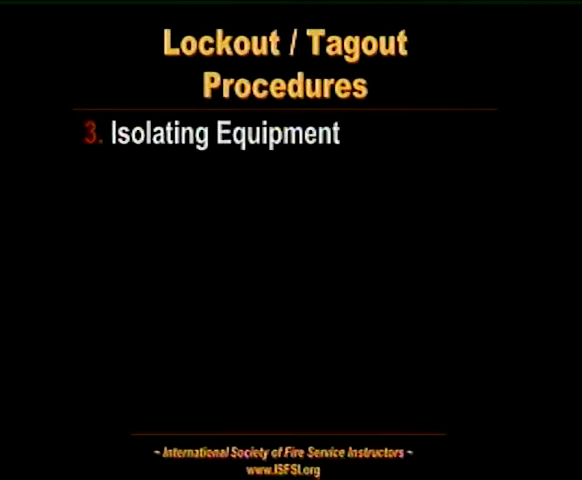 Lockout / Tagout
Procedures
3. Isolating Equipment
~ International Society of Fire Service Instructors ~
www.ISFSI.org